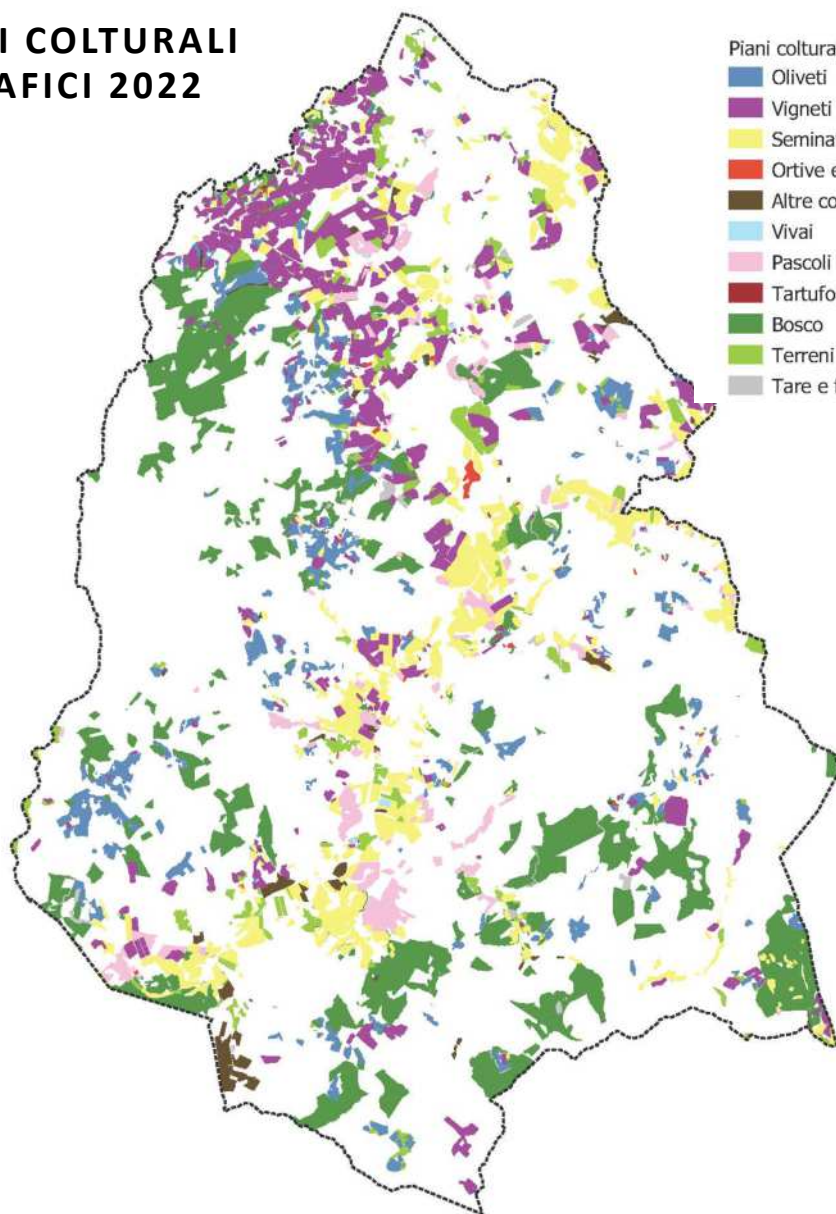 I COLTURALI
AFICI 2022
Piani coltura
Oliveti
Vigneti
Semina
Ortive e
Altre co
Vivai
Pascoli
Tartufo
Bosco
Terreni
Tare e